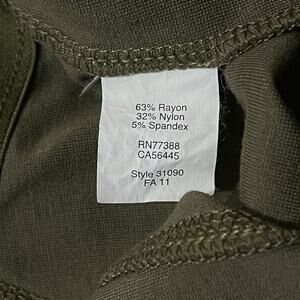 63% Rayon
32% Nylon
5% Spandex
RN77388
CA56445
Style 31090
FA 11